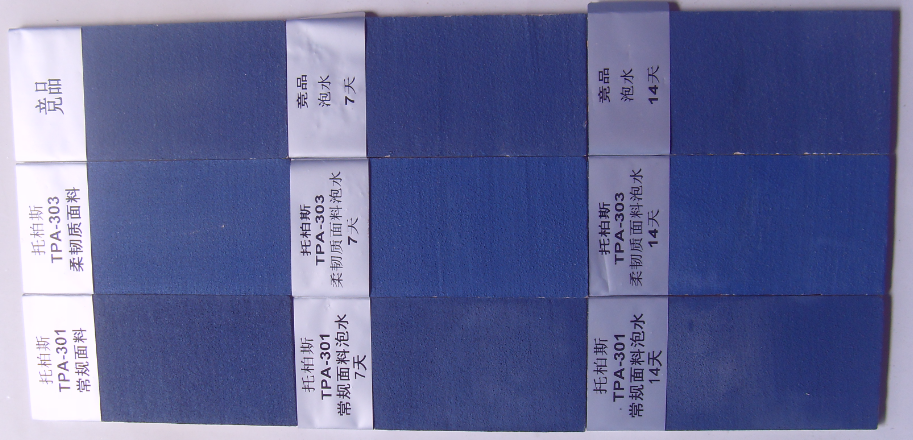 竞品
竟品
泡水
7天
竟品
泡水
14天
托柏斯
TPA-303
柔韧质面料
托柏斯
TPA-303
柔韧质面料泡水
7天
托柏斯
TPA-303
柔韧质面料泡水
14天
托柏斯
TPA-301
常规面料
托柏斯
TPA-301
常规面料泡水
7天
托柏斯
TPA-301
常规面料泡水
14天